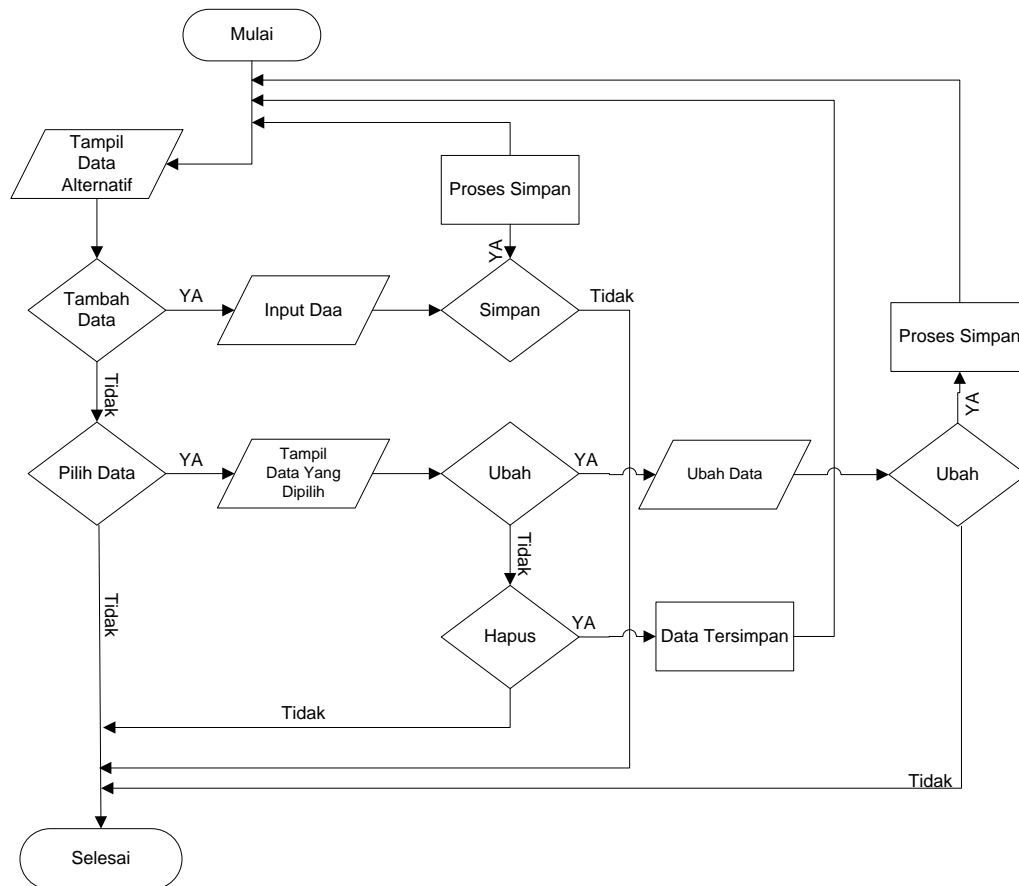 Mulai
Tampil
Data
Alternatif
Proses Simpan
YA
Tambah
Data
YA
Input Daa
Simpan
Tidak
Proses Simpan
Tidak
YA
Pilih Data
YA
Tampil
Data Yang
Dipilih
Ubah
YA
Ubah Data
Ubah
Tidak
Tidak
Hapus
YA
Data Tersimpan
Tidak
Tidak
Selesai